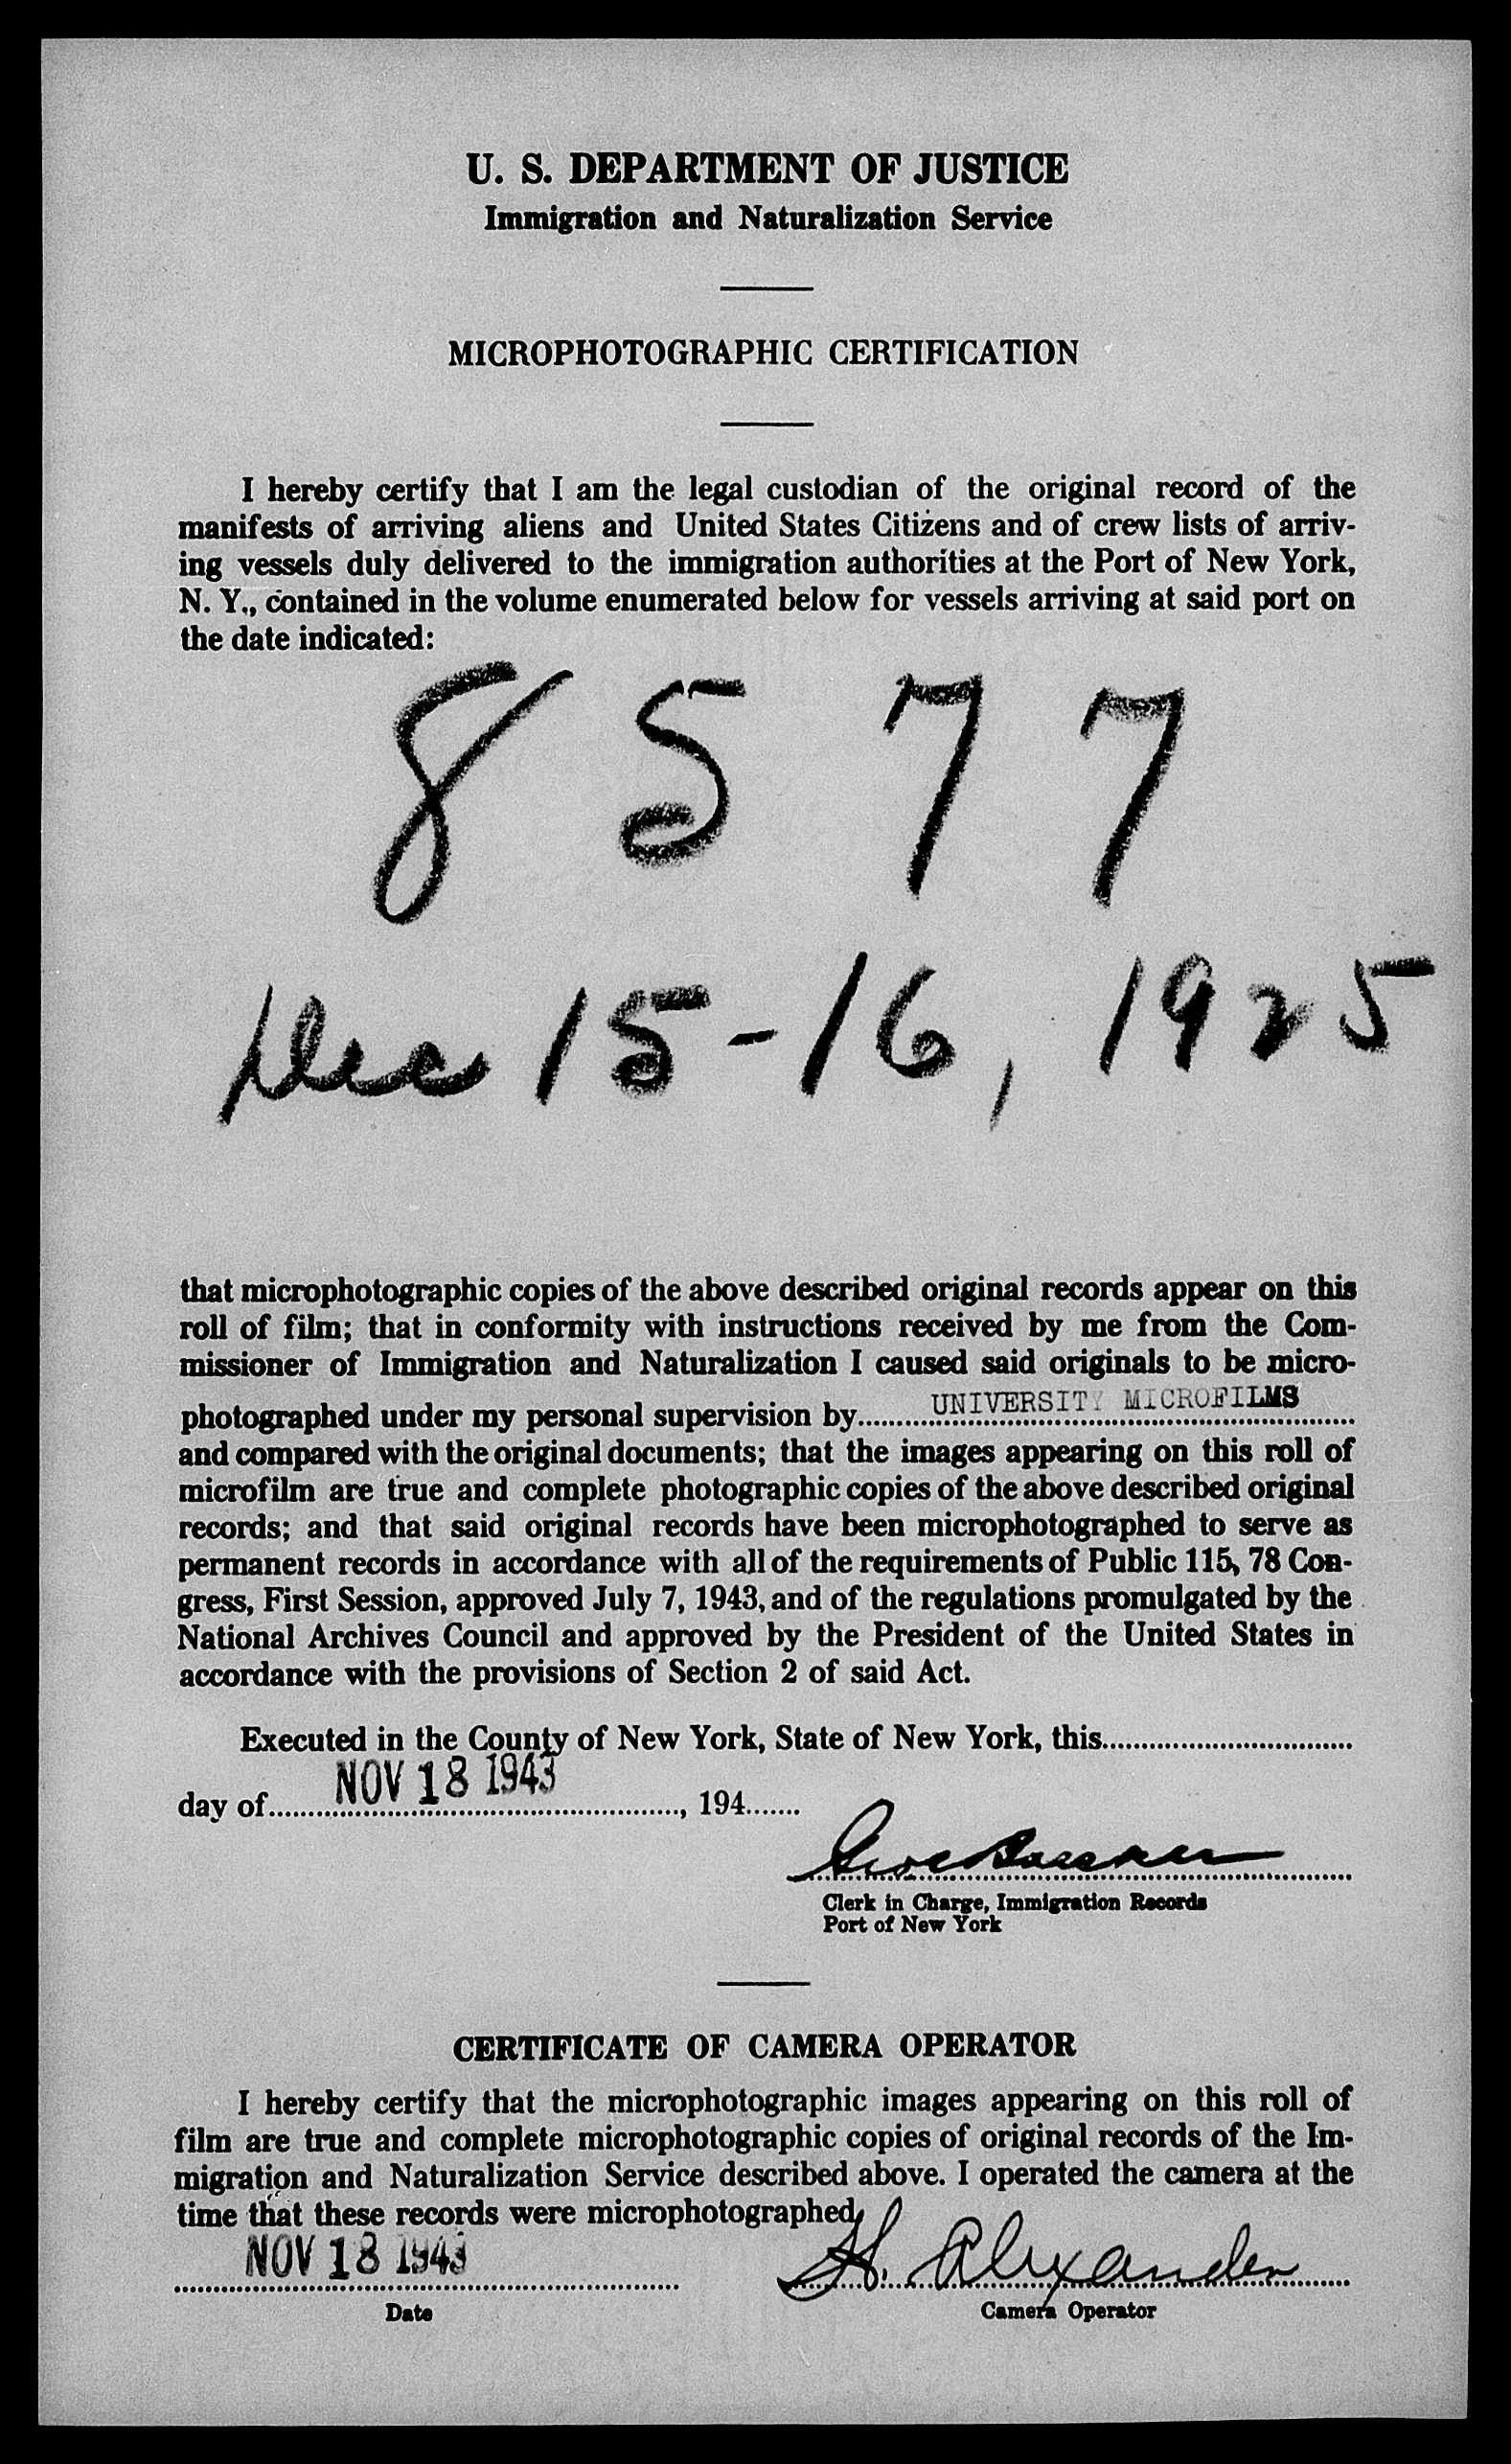 U. S. DEPARTMENT OF JUSTICE
Immigration and Naturalization Service
MICROPHOTOGRAPHIC CERTIFICATION
I hereby certify that I am the legal custodian of the original record of the
manifests of arriving aliens and United States Citizens and of crew lists of arriv-
ing vessels duly delivered to the immigration authorities at the Port of New York,
N. Y., contained in the volume enumerated below for vessels arriving at said port on
the date indicated:
8577
Dec 15-16, 1925
that microphotographic copies of the above described original records appear on this
roll of film; that in conformity with instructions received by me from the Com-
missioner of Immigration and Naturalization I caused said originals to be micro-
photographed under my personal supervision by UNIVERSITY MICROFILMS
and compared with the original documents; that the images appearing on this roll of
microfilm are true and complete photographic copies of the above described original
records; and that said original records have been microphotographed to serve as
permanent records in accordance with all of the requirements of Public 115, 78 Con-
gress, First Session, approved July 7, 1943, and of the regulations promulgated by the
National Archives Council and approved by the President of the United States in
accordance with the provisions of Section 2 of said Act.
Executed in the County of New York, State of New York, this
day of NOV 18 1943, 194
Clerk in Charge, Immigration Records
Port of New York
CERTIFICATE OF CAMERA OPERATOR
I hereby certify that the microphotographic images appearing on this roll of
film are true and complete microphotographic copies of original records of the Im-
migration and Naturalization Service described above. I operated the camera at the
time that these records were microphotographed.
NOV 18 1943 H. Alexander
Date Camera Operator